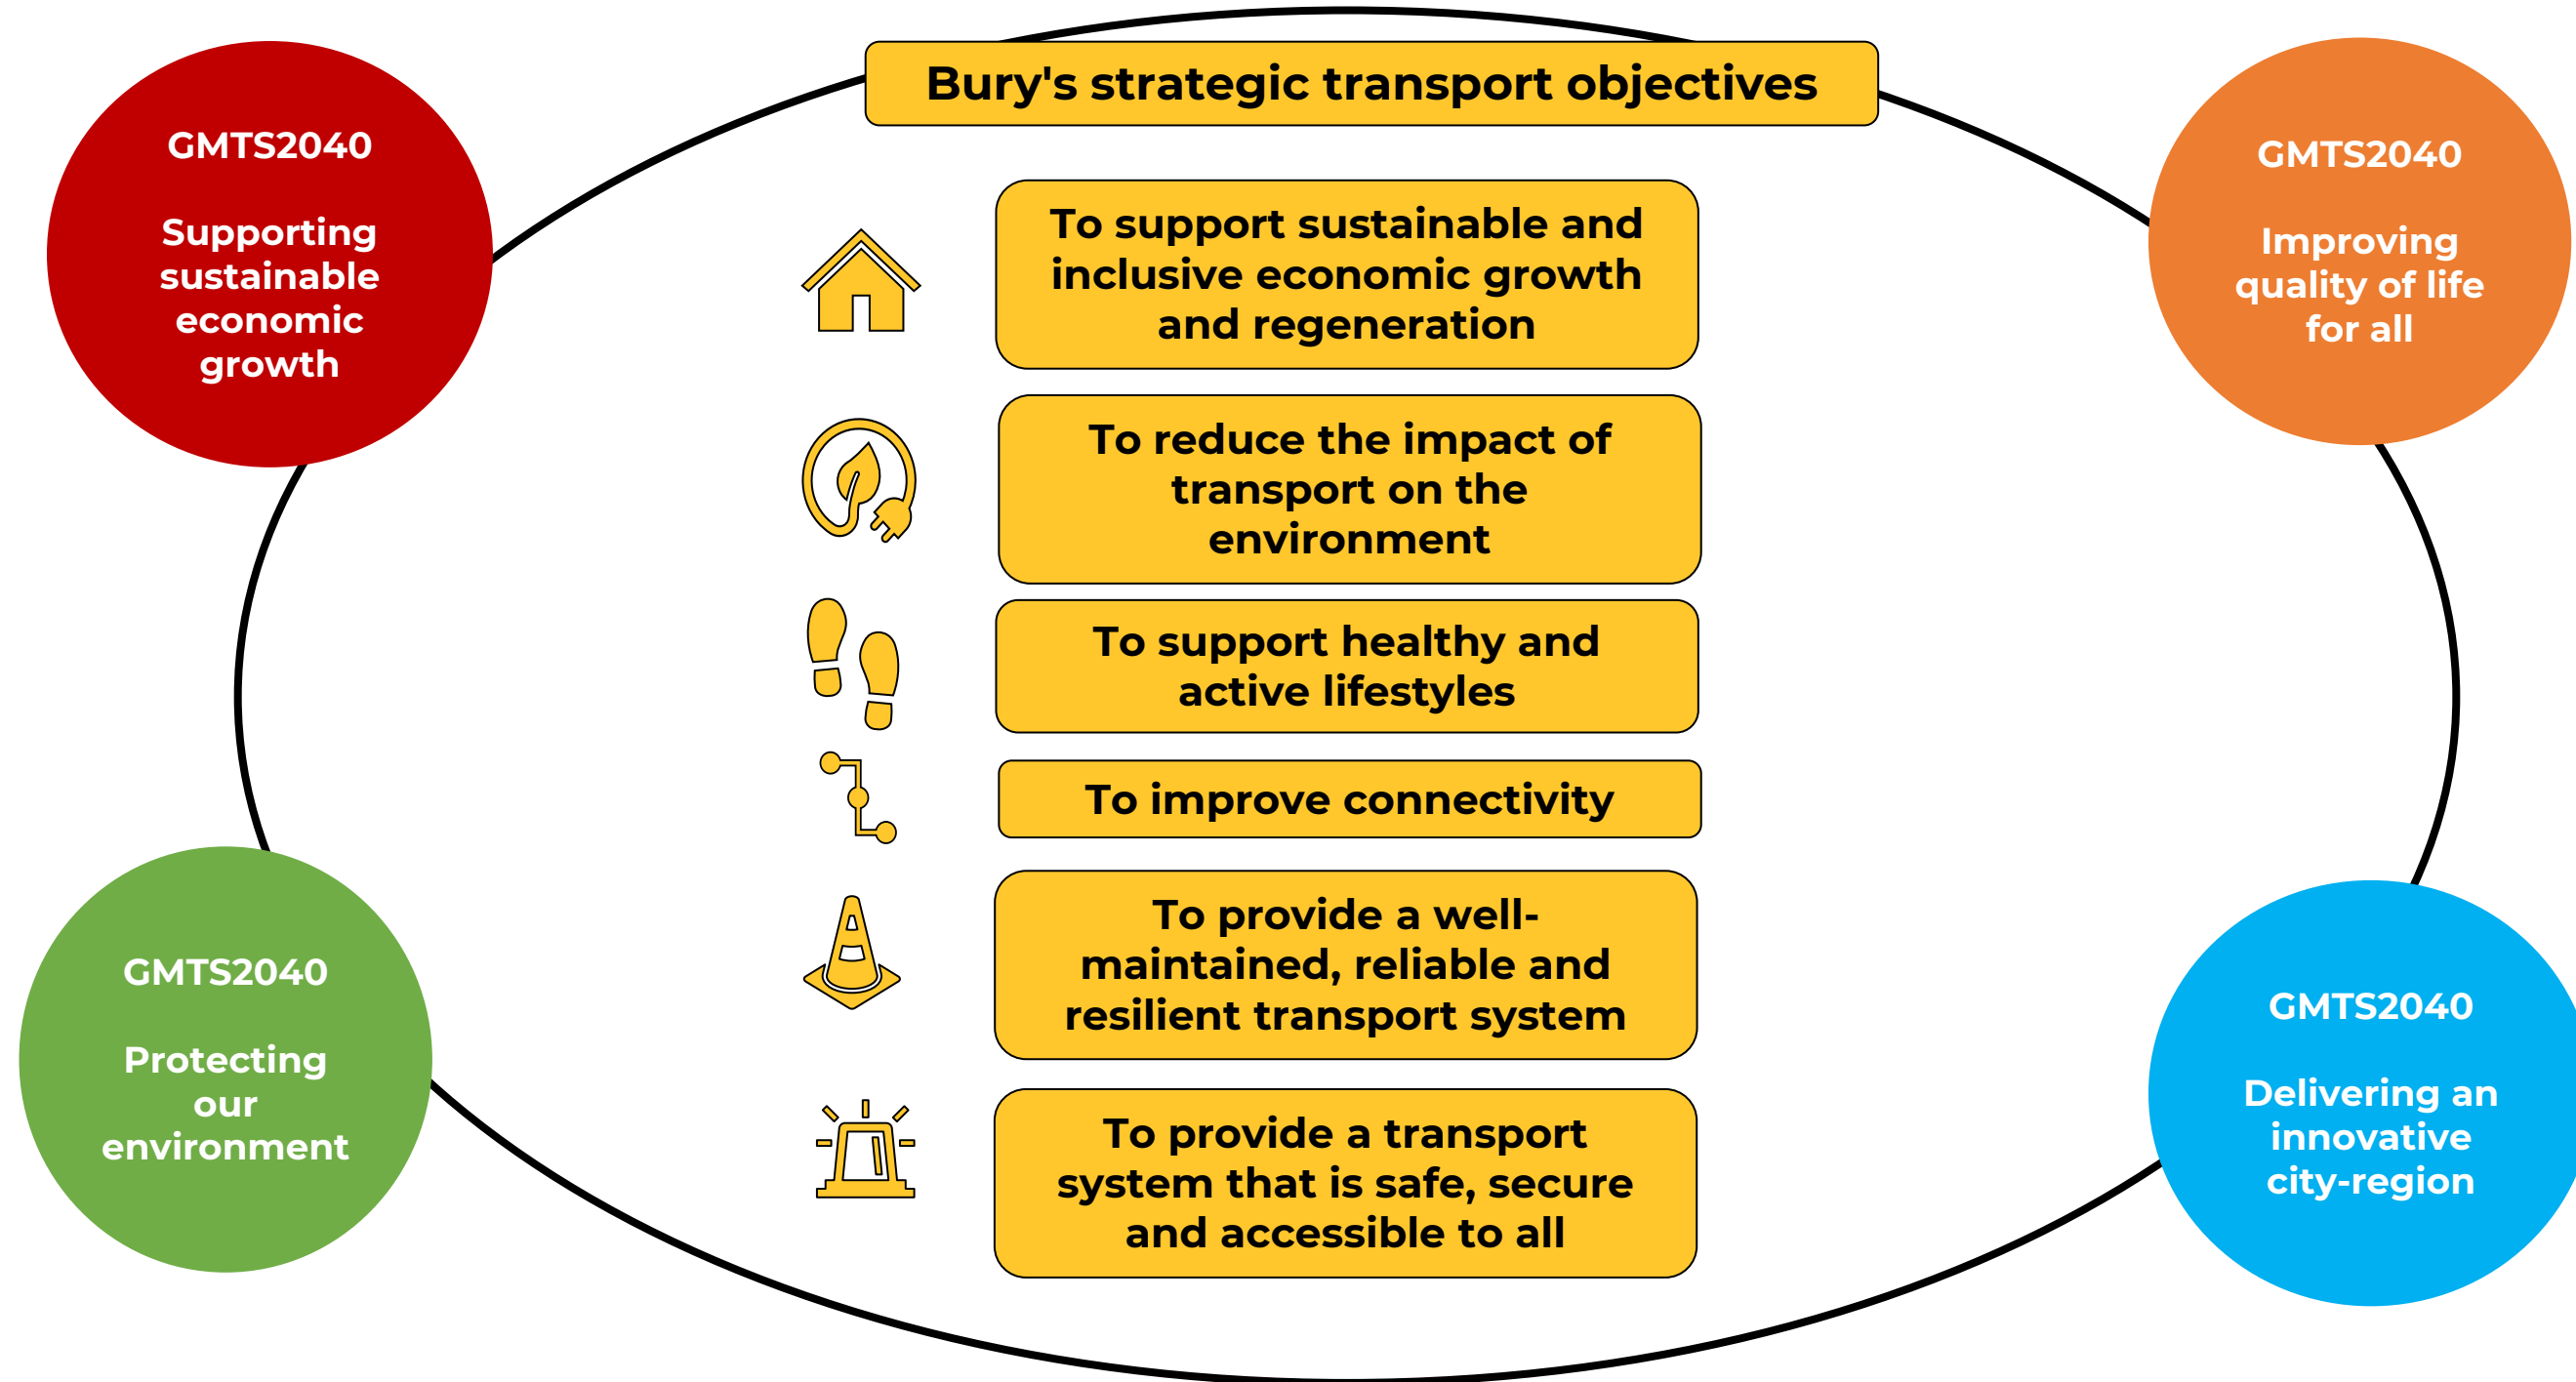 Bury's strategic transport objectives
GMTS2040
Supporting
sustainable
economic
growth
GMTS2040
Improving
quality of life
for all
To support sustainable and
inclusive economic growth
and regeneration
To reduce the impact of
transport on the
environment
To support healthy and
active lifestyles
To improve connectivity
To provide a well-
maintained, reliable and
resilient transport system
To provide a transport
system that is safe, secure
and accessible to all
GMTS2040
Protecting
our
environment
GMTS2040
Delivering an
innovative
city-region